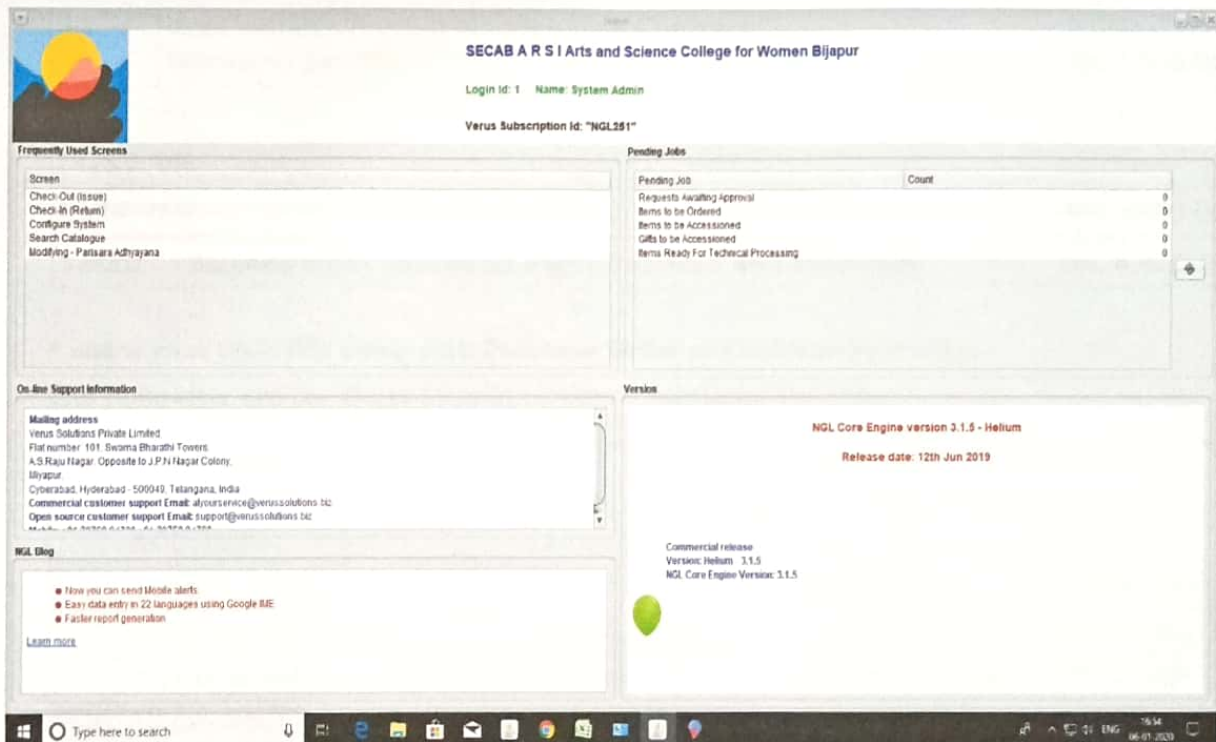 SECAB A R S I Arts and Science College for Women Bijapur
Login Id: 1 Name: System Admin
Verus Subscription Id: "NGL251"
Frequently Used Screens
Screen
Check-Out (Issue)
Check-In (Return)
Configure System
Search Catalogue
Modifying - Parisara Adhyayana
Pending Jobs
Pending Job Count
Requests Awaiting Approval 0
Items to be Ordered 0
Items to be Accessioned 0
Gifts to be Accessioned 0
Items Ready For Technical Processing 0
On-line Support Information
Mailing address
Verus Solutions Private Limited
Flat number 101, Swarna Bharathi Towers,
A.S.Raju Nagar, Opposite to J.P.N Nagar Colony,
Miyapur,
Cyberabad, Hyderabad - 500049, Telangana, India
Commercial customer support Email: atyourservice@verussolutions.biz
Open source customer support Email: support@verussolutions.biz
Version
NGL Core Engine version 3.1.5 - Helium
Release date: 12th Jun 2019
Commercial release
Version: Helium 3.1.5
NGL Core Engine Version: 3.1.5
NGL Blog
Now you can send Mobile alerts
Easy data entry in 22 languages using Google IME
Faster report generation
Learn more
Type here to search
ENG
16:54
06-01-2020